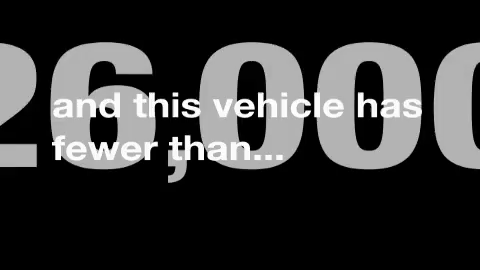 26,000
and this vehicle has
fewer than...